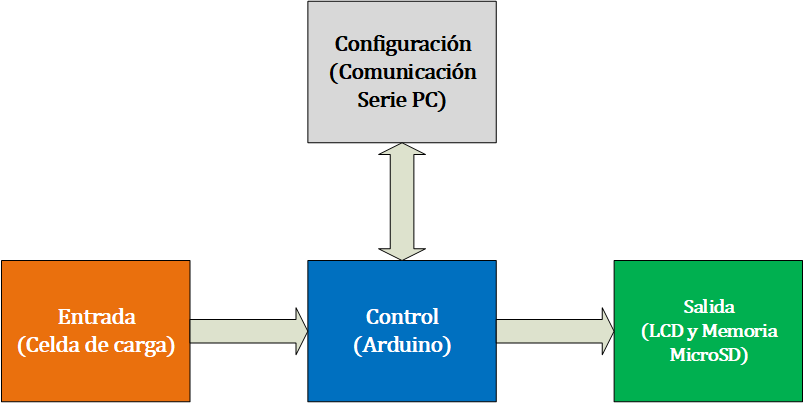 Configuración
(Comunicación
Serie PC)
Entrada
(Celda de carga)
Control
(Arduino)
Salida
(LCD y Memoria
MicroSD)